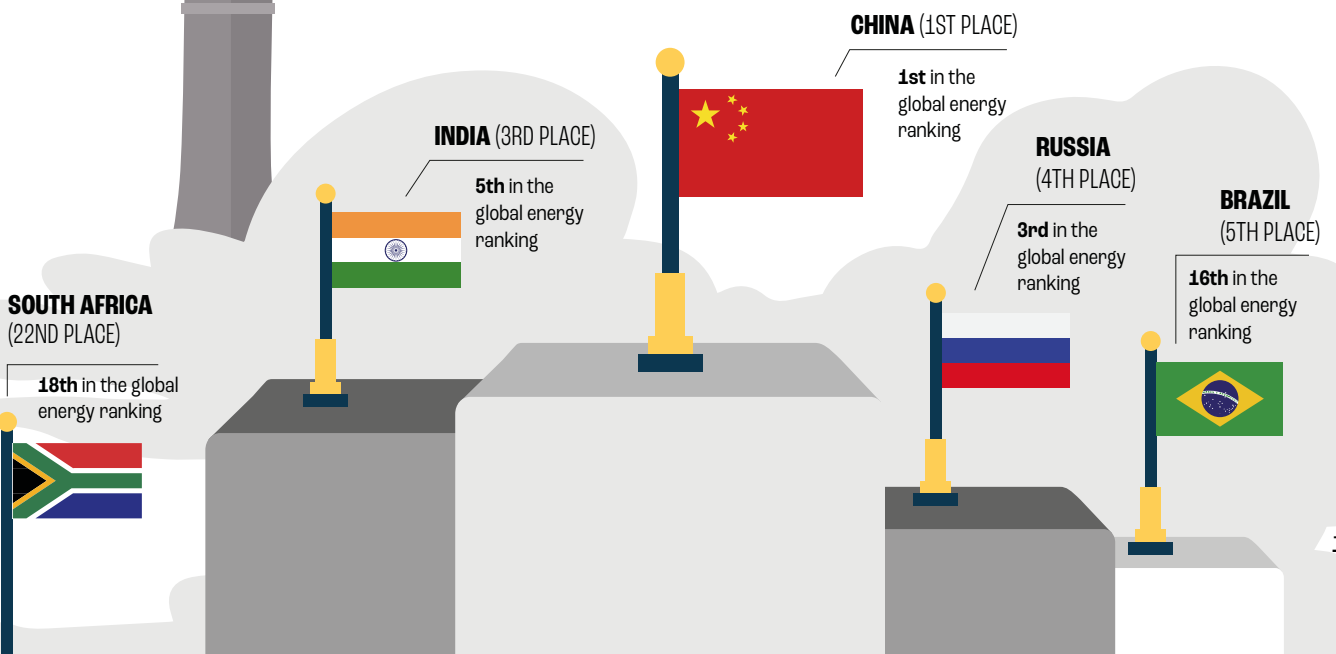 CHINA (1ST PLACE)
1st in the
global energy
ranking
INDIA (3RD PLACE)
5th in the
global energy
ranking
RUSSIA
(4TH PLACE)
3rd in the
global energy
ranking
BRAZIL
(5TH PLACE)
16th in the
global energy
ranking
SOUTH AFRICA
(22ND PLACE)
18th in the global
energy ranking